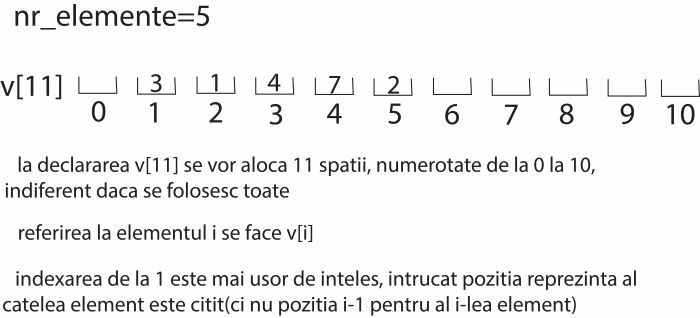 nr_elemente=5
v[11] 3 1 4 7 2
0 1 2 3 4 5 6 7 8 9 10
la declararea v[11] se vor aloca 11 spatii, numerotate de la 0 la 10,
indiferent daca se folosesc toate
referirea la elementul i se face v[i]
indexarea de la 1 este mai usor de inteles, intrucat pozitia reprezinta al
catelea element este citit(ci nu pozitia i-1 pentru al i-lea element)